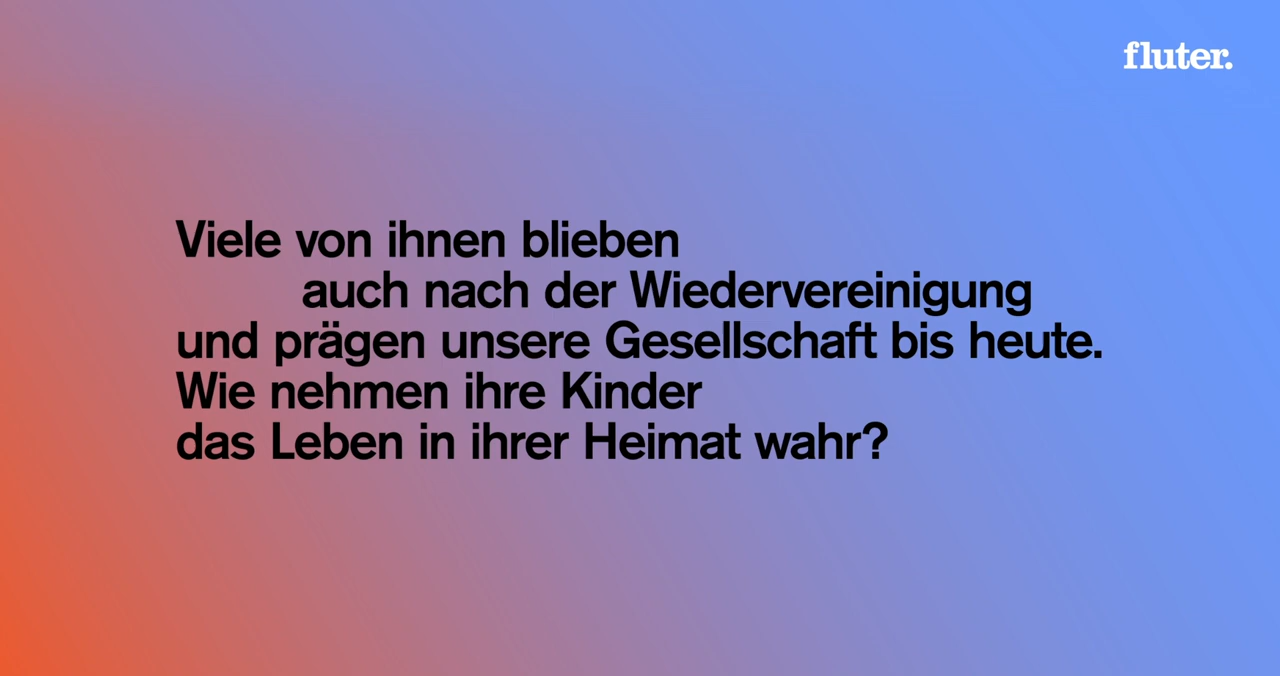 fluter.
Viele von ihnen blieben
auch nach der Wiedervereinigung
und prägen unsere Gesellschaft bis heute.
Wie nehmen ihre Kinder
das Leben in ihrer Heimat wahr?